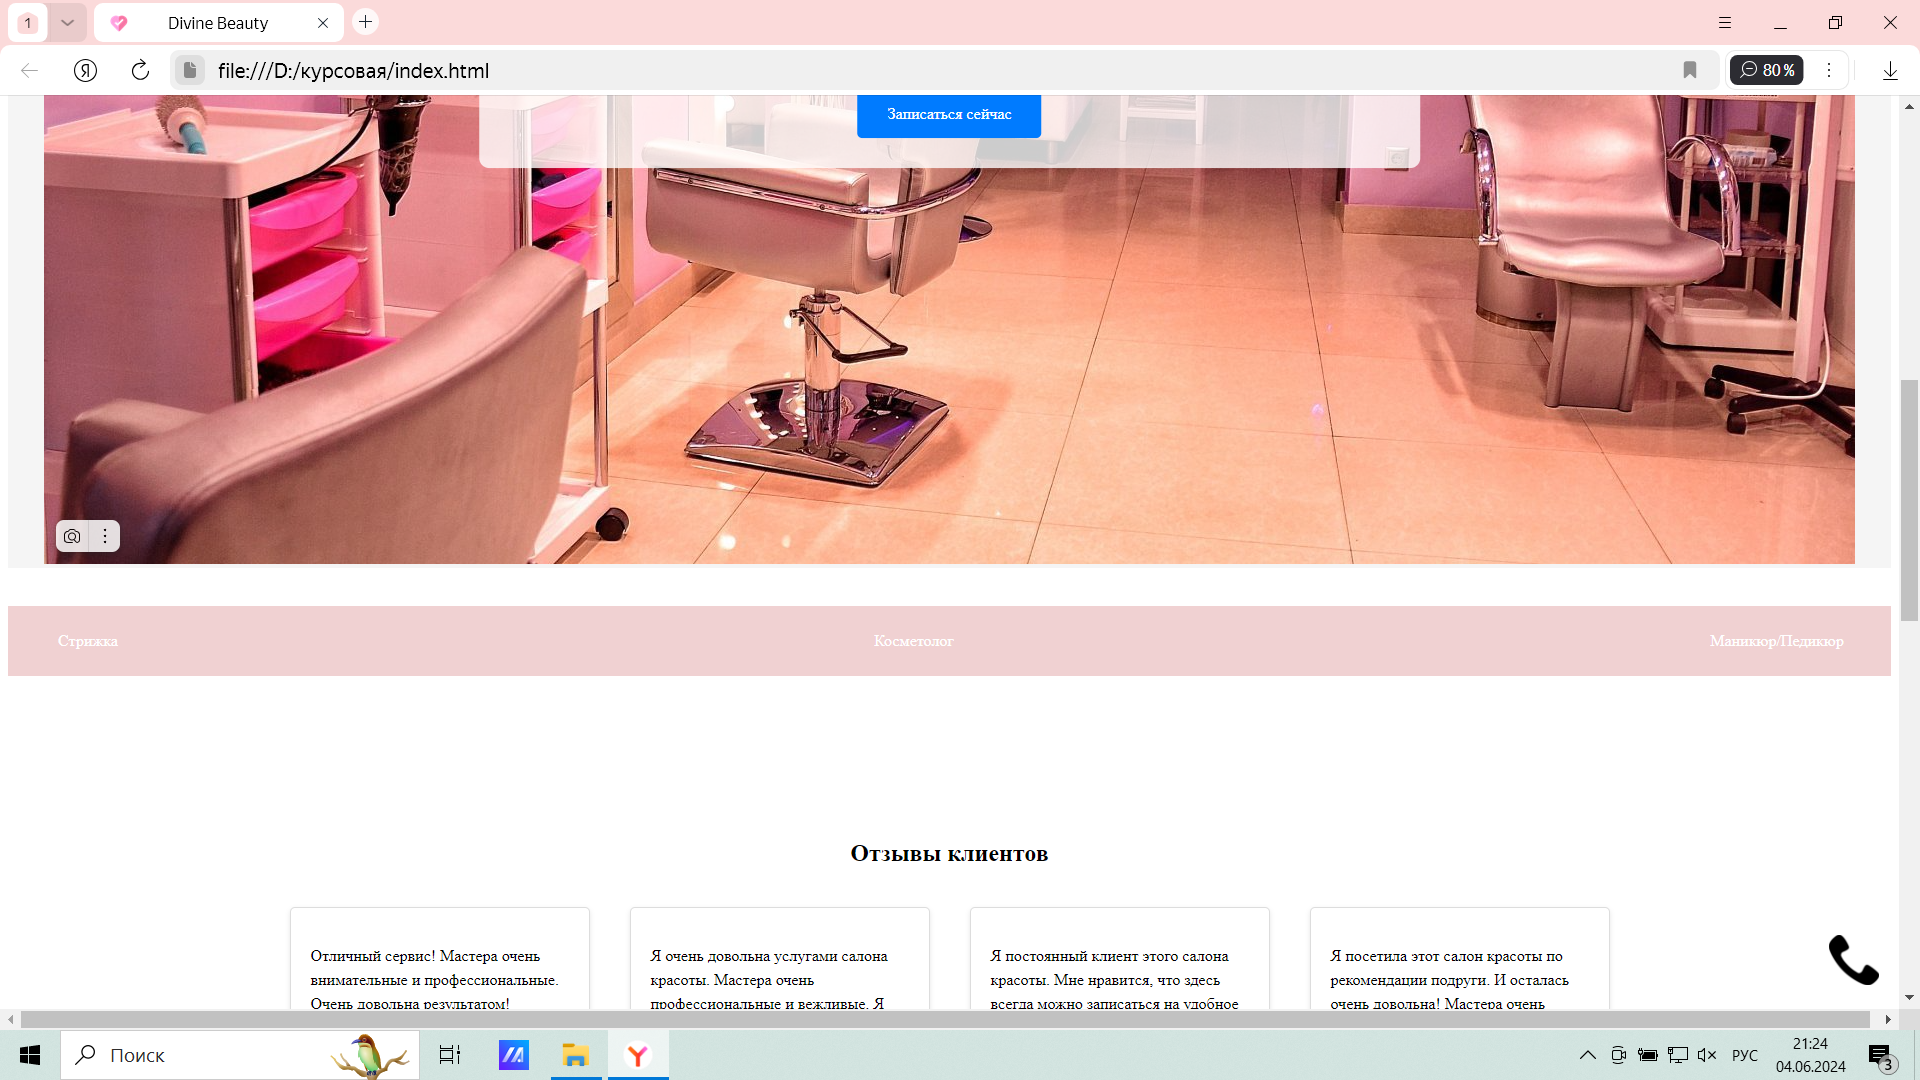 1
Divine Beauty
file:///D:/курсовая/index.html
80 %
Записаться сейчас
Стрижка
Косметолог
Маникюр/Педикюр
Отзывы клиентов
Отличный сервис! Мастера очень
внимательные и профессиональные.
Очень довольна результатом!
Я очень довольна услугами салона
красоты. Мастера очень
профессиональные и вежливые. Я
Я постоянный клиент этого салона
красоты. Мне нравится, что здесь
всегда можно записаться на удобное
Я посетила этот салон красоты по
рекомендации подруги. И осталась
очень довольна! Мастера очень
Поиск
РУС
21:24
04.06.2024
3